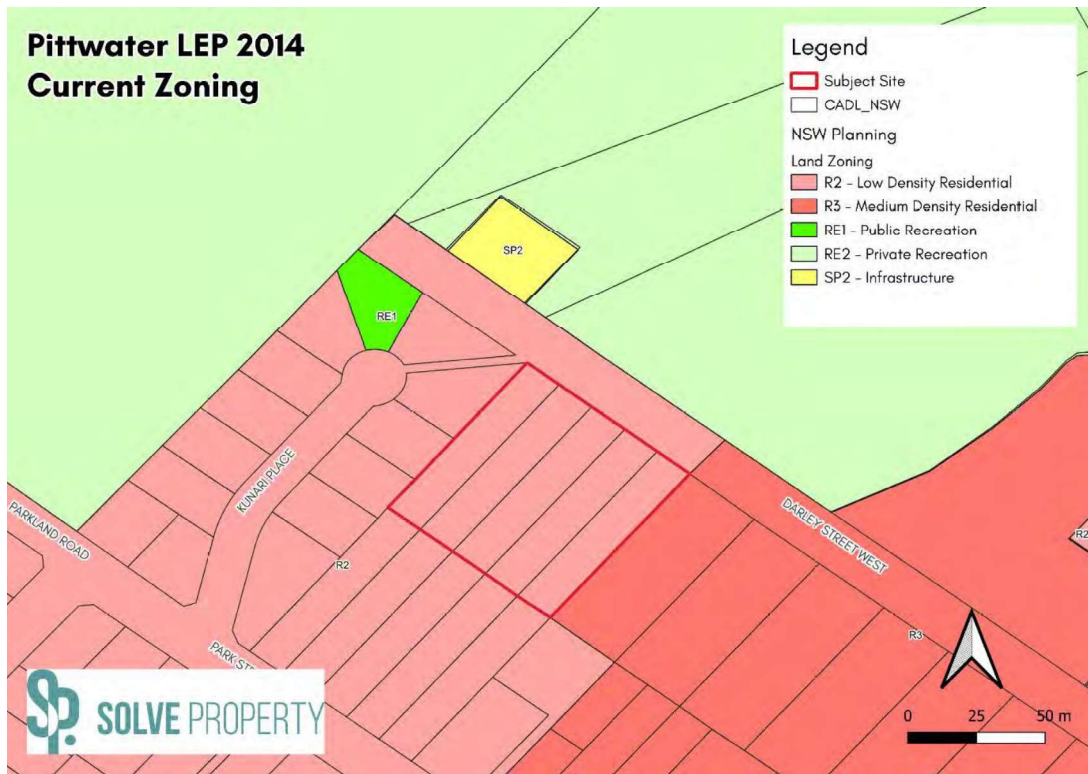 Pittwater LEP 2014
Current Zoning
Legend
Subject Site
CADL_NSW
NSW Planning
Land Zoning
R2 - Low Density Residential
R3 - Medium Density Residential
RE1 - Public Recreation
RE2 - Private Recreation
SP2 - Infrastructure
SP2
RE1
KUNARI PLACE
PARKLAND ROAD
DARLEY STREET WEST
R2
R2
R3
PARK STR
SP.
SOLVE PROPERTY
0 25 50 m